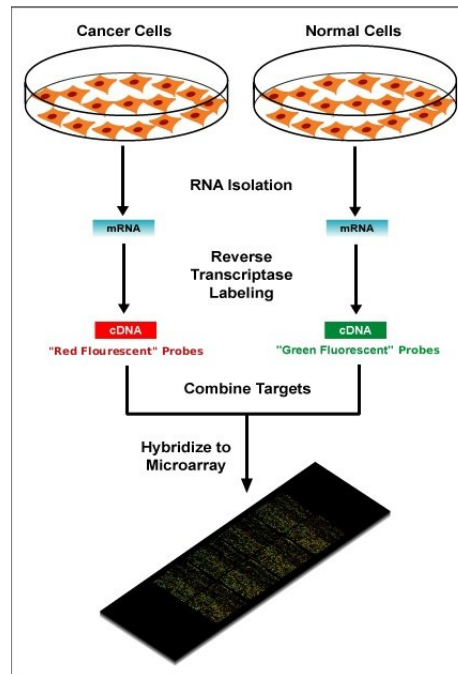 Cancer Cells
Normal Cells
RNA Isolation
mRNA
mRNA
Reverse
Transcriptase
Labeling
cDNA
cDNA
"Red Flourescent" Probes
"Green Fluorescent" Probes
Combine Targets
Hybridize to
Microarray